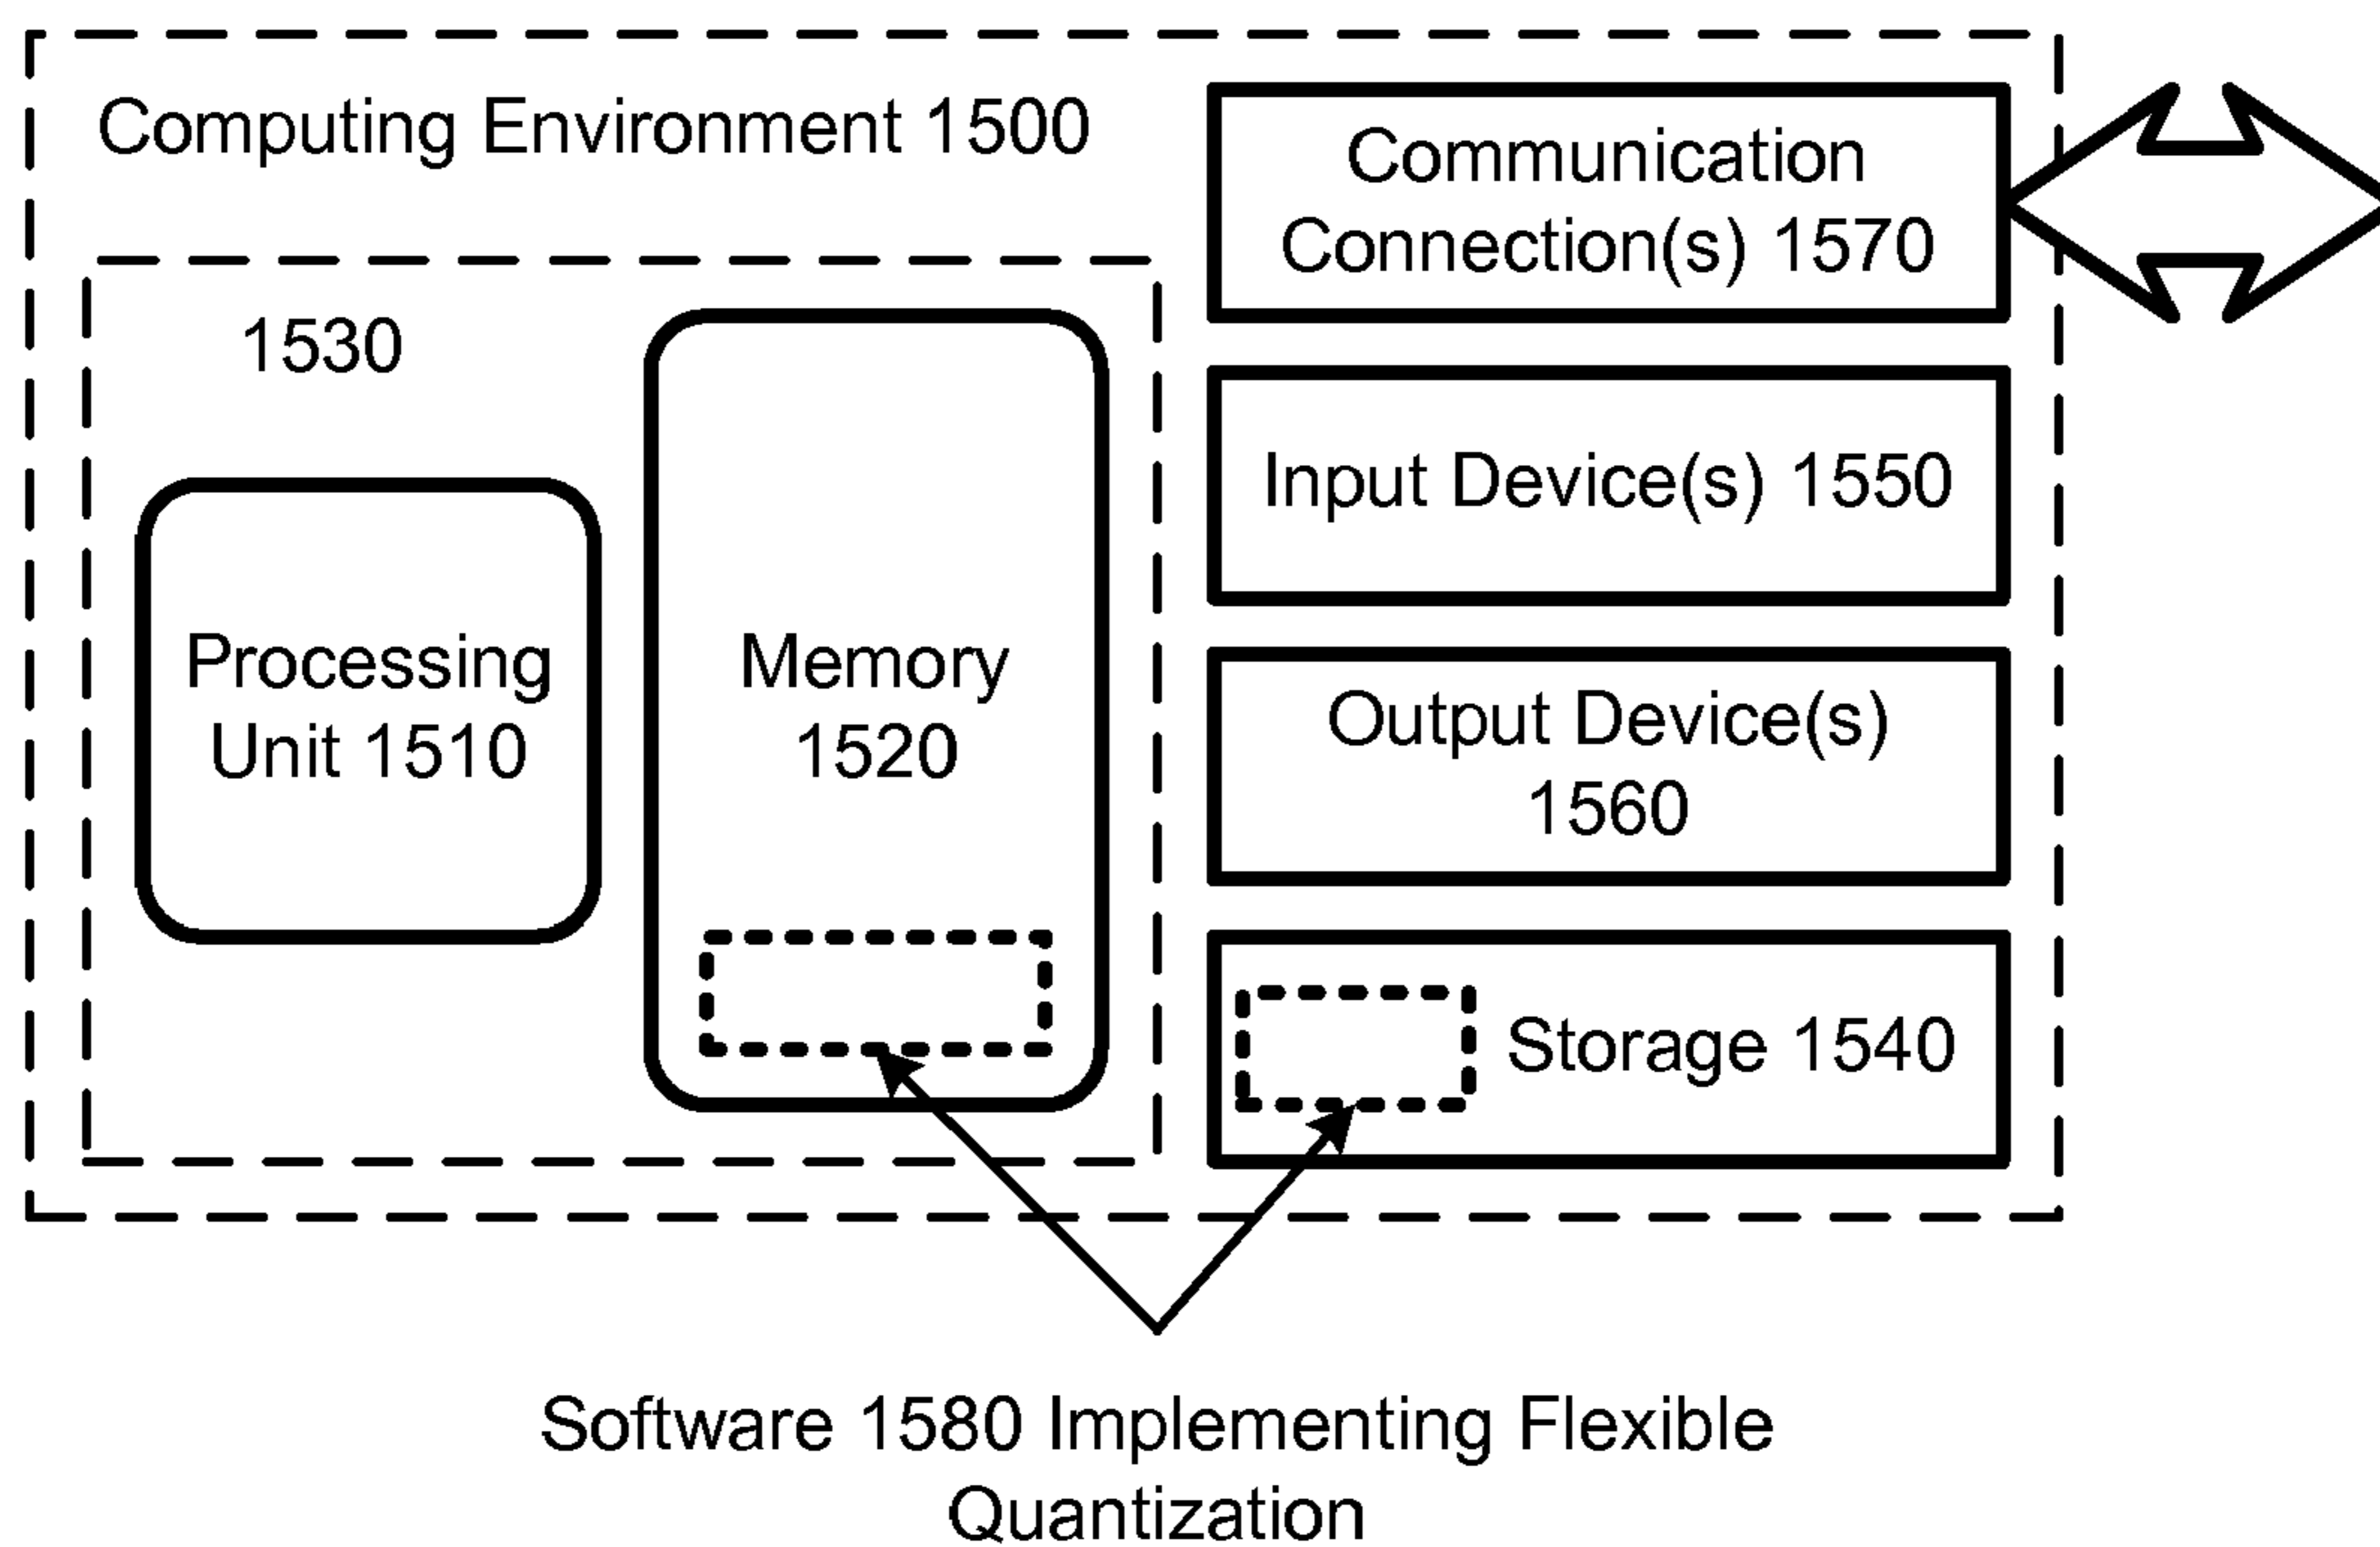 Computing Environment 1500
Communication
Connection(s) 1570
1530
Input Device(s) 1550
Processing
Unit 1510
Memory
1520
Output Device(s)
1560
Storage 1540
Software 1580 Implementing Flexible
Quantization